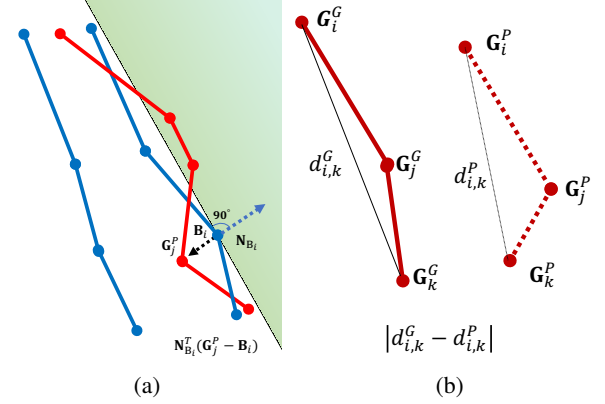 90°
B_i
N_{B_i}
G_j^P
N_{B_i}^T(G_j^P − B_i)
(a)
G_i^G
d_{i,k}^G
G_j^G
G_k^G
G_i^P
d_{i,k}^P
G_j^P
G_k^P
|d_{i,k}^G − d_{i,k}^P|
(b)